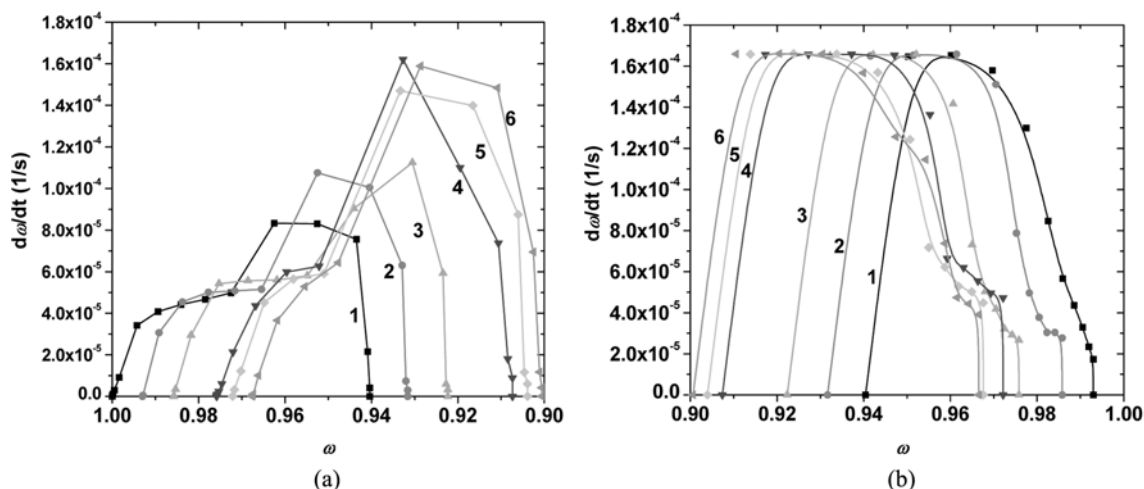 1.8x10⁻⁴
1.6x10⁻⁴
1.4x10⁻⁴
1.2x10⁻⁴
1.0x10⁻⁴
8.0x10⁻⁵
6.0x10⁻⁵
4.0x10⁻⁵
2.0x10⁻⁵
0.0
dω/dt (1/s)
1
2
3
4
5
6
1.00
0.98
0.96
0.94
0.92
0.90
ω
(a)
1.8x10⁻⁴
1.6x10⁻⁴
1.4x10⁻⁴
1.2x10⁻⁴
1.0x10⁻⁴
8.0x10⁻⁵
6.0x10⁻⁵
4.0x10⁻⁵
2.0x10⁻⁵
0.0
dω/dt (1/s)
6
5
4
3
2
1
0.90
0.92
0.94
0.96
0.98
1.00
ω
(b)